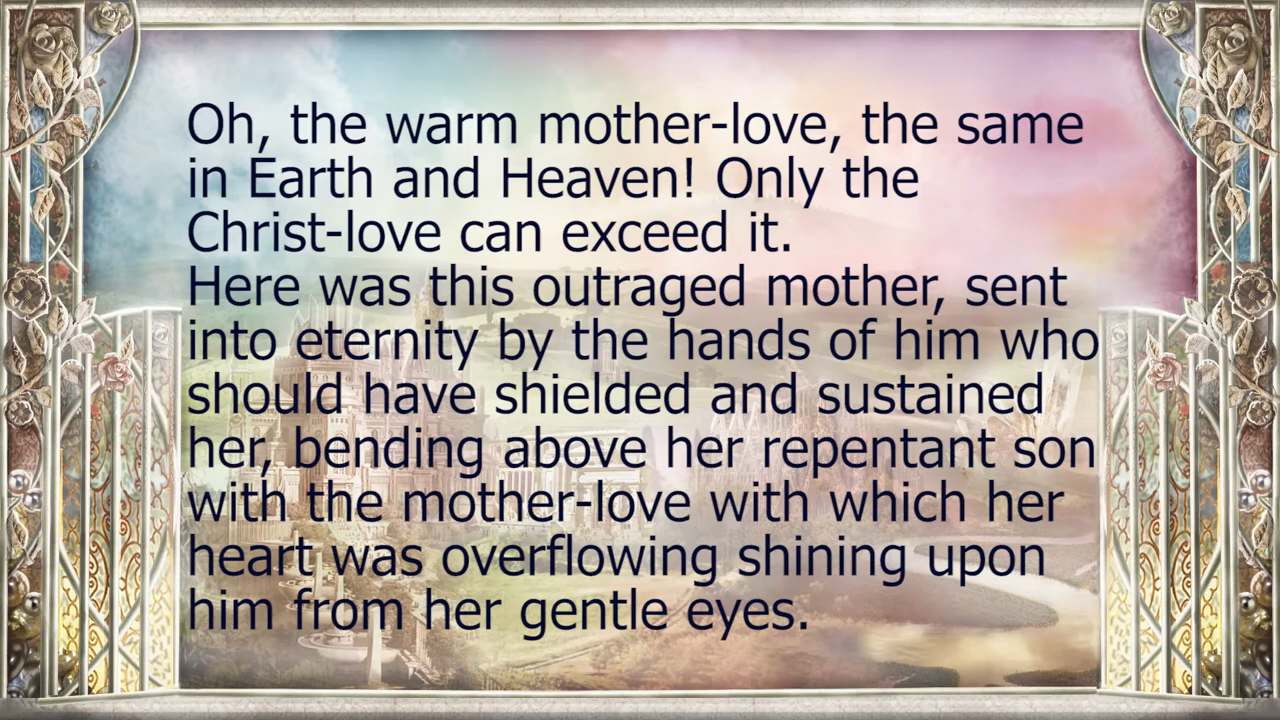 Oh, the warm mother-love, the same
in Earth and Heaven! Only the
Christ-love can exceed it.
Here was this outraged mother, sent
into eternity by the hands of him who
should have shielded and sustained
her, bending above her repentant son
with the mother-love with which her
heart was overflowing shining upon
him from her gentle eyes.